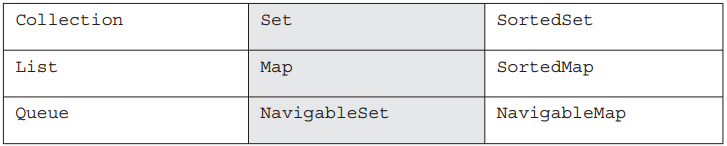 Collection Set SortedSet
List Map SortedMap
Queue NavigableSet NavigableMap